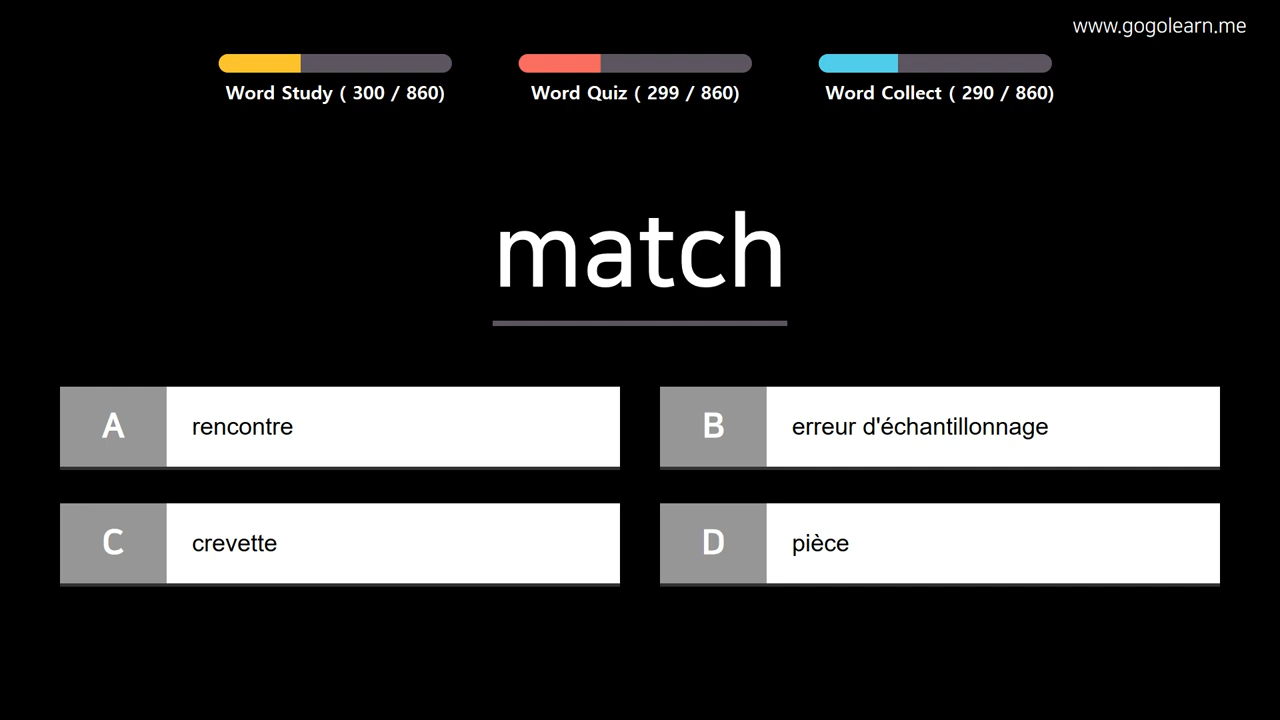 www.gogolearn.me
Word Study ( 300 / 860)
Word Quiz ( 299 / 860)
Word Collect ( 290 / 860)
match
A rencontre
B erreur d'échantillonnage
C crevette
D pièce